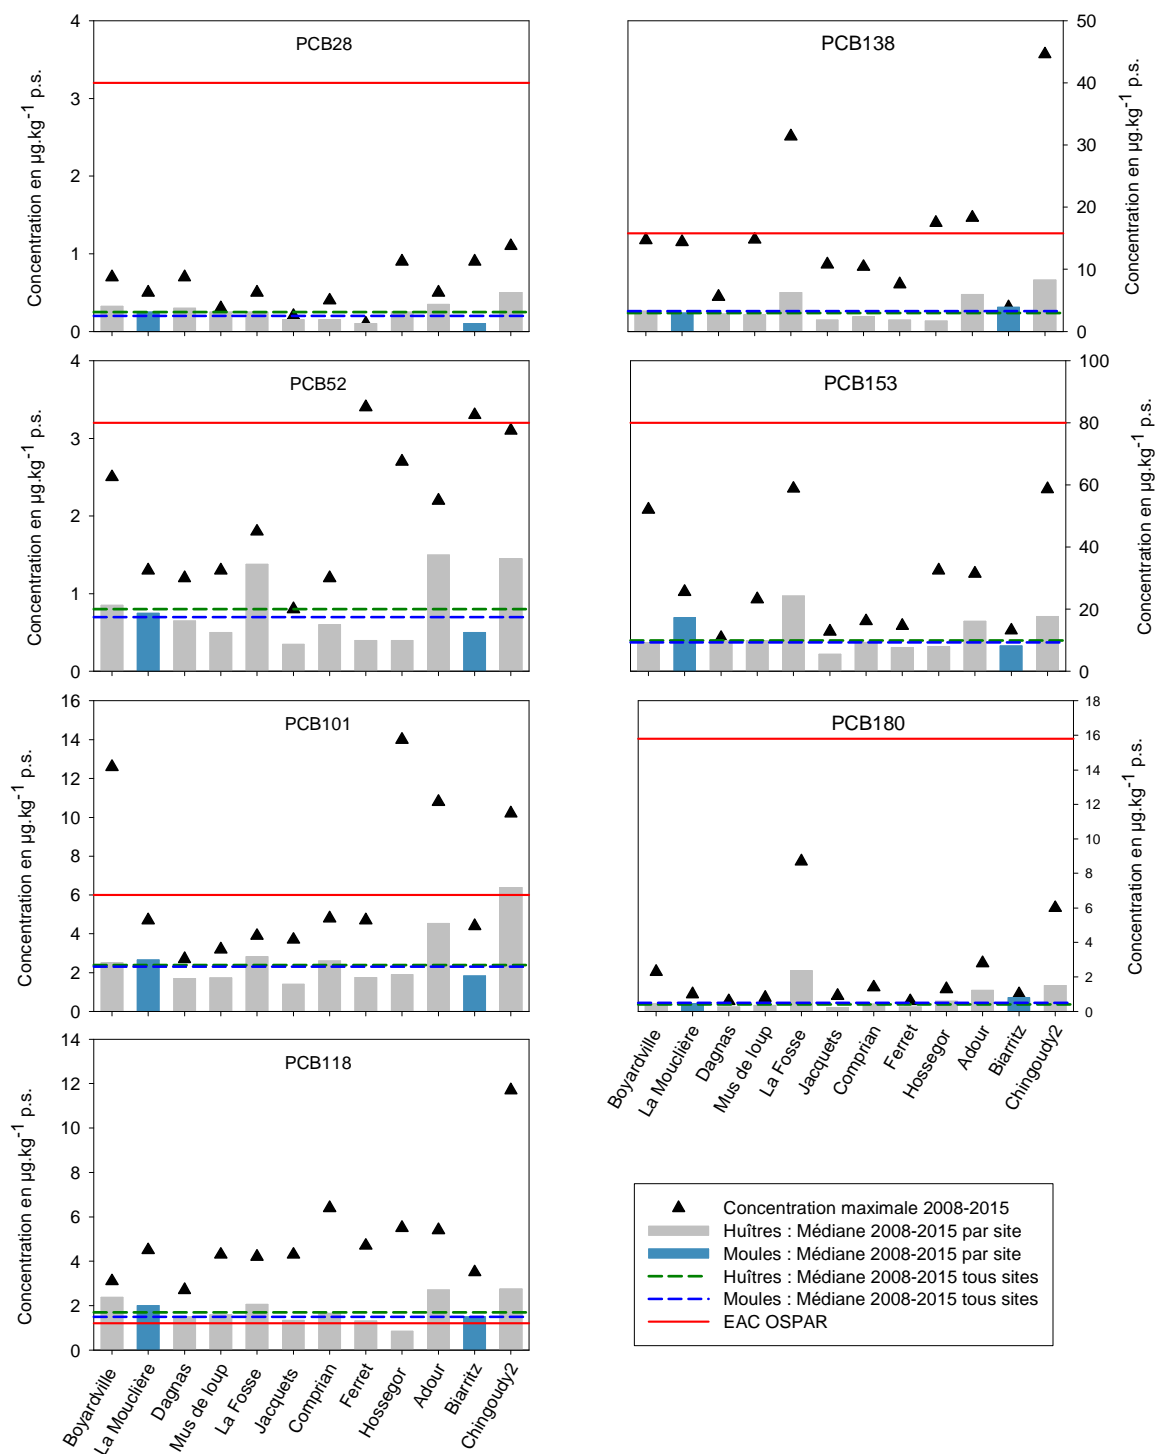 PCB28
Concentration en µg.kg-1 p.s.
4
3
2
1
0
PCB138
Concentration en µg.kg-1 p.s.
50
40
30
20
10
0
PCB52
Concentration en µg.kg-1 p.s.
4
3
2
1
0
PCB153
Concentration en µg.kg-1 p.s.
100
80
60
40
20
0
PCB101
Concentration en µg.kg-1 p.s.
16
14
12
10
8
6
4
2
0
PCB180
Concentration en µg.kg-1 p.s.
18
16
14
12
10
8
6
4
2
0
Boyardville
La Mouclière
Dagnas
Mus de loup
La Fosse
Jacquets
Comprian
Ferret
Hossegor
Adour
Biarritz
Chingoudy2
PCB118
Concentration en µg.kg-1 p.s.
14
12
10
8
6
4
2
0
Boyardville
La Mouclière
Dagnas
Mus de loup
La Fosse
Jacquets
Comprian
Ferret
Hossegor
Adour
Biarritz
Chingoudy2
Concentration maximale 2008-2015
Huîtres : Médiane 2008-2015 par site
Moules : Médiane 2008-2015 par site
Huîtres : Médiane 2008-2015 tous sites
Moules : Médiane 2008-2015 tous sites
EAC OSPAR